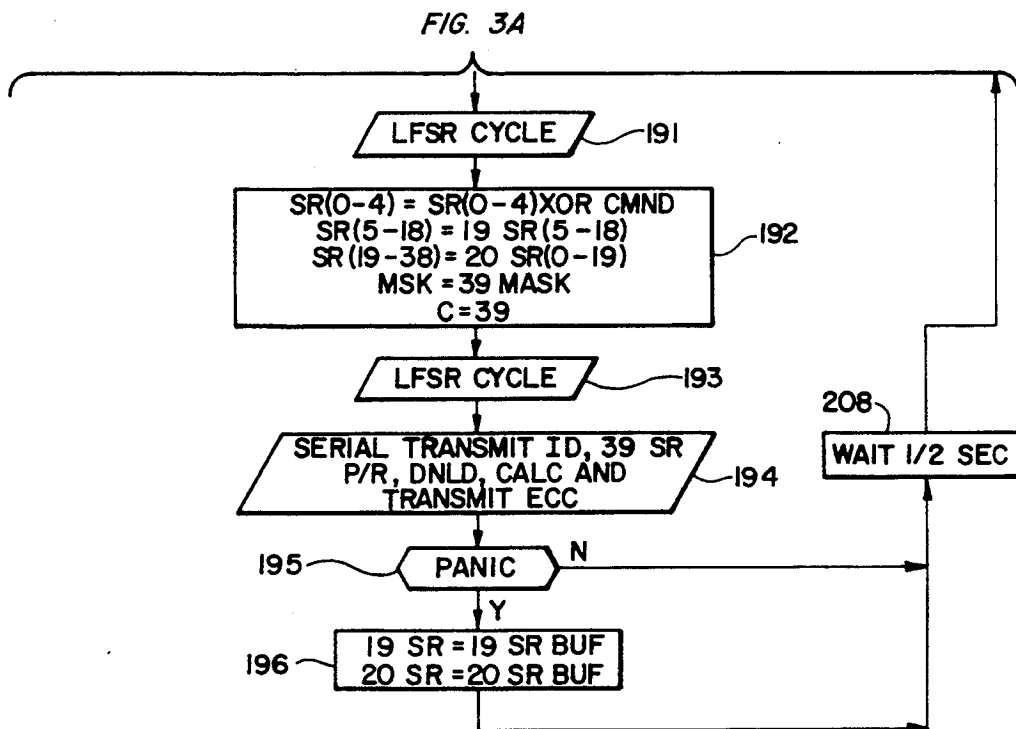 FIG. 3A
LFSR CYCLE
191
SR(0-4) = SR(0-4)XOR CMND
SR(5-18) = 19 SR(5-18)
SR(19-38) = 20 SR(0-19)
MSK = 39 MASK
C = 39
192
LFSR CYCLE
193
208
WAIT 1/2 SEC
SERIAL TRANSMIT ID, 39 SR
P/R, DNLD, CALC AND
TRANSMIT ECC
194
195
PANIC
N
Y
196
19 SR = 19 SR BUF
20 SR = 20 SR BUF